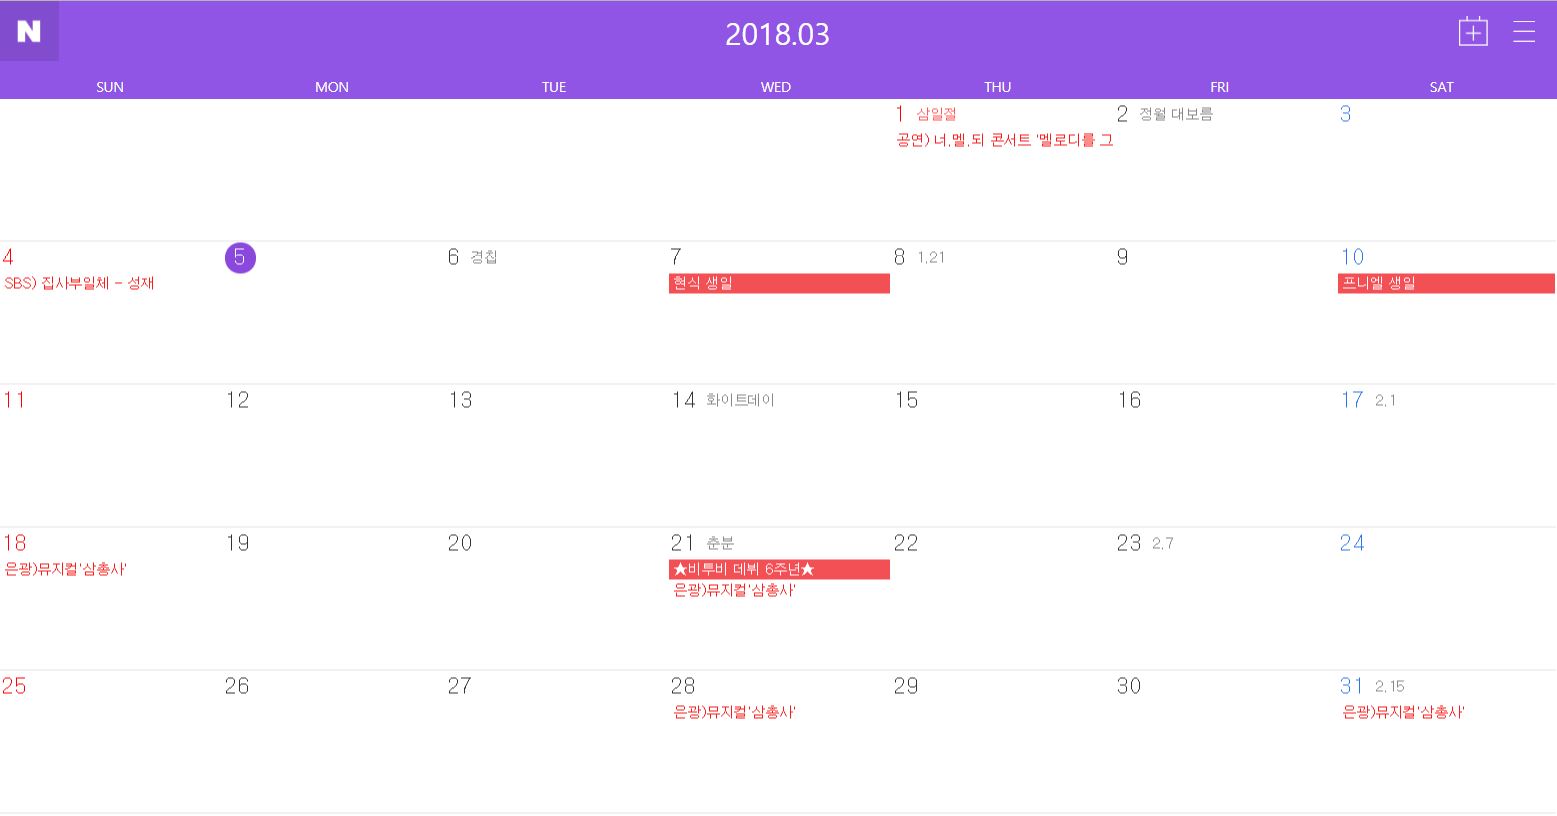 N
2018.03
SUN MON TUE WED THU FRI SAT
1 삼일절 2 정월 대보름 3
공연) 너.멜.되 콘서트 '멜로디를 그
4 5 6 경칩 7 8 1.21 9 10
SBS) 집사부일체 - 성재 현식 생일 프니엘 생일
11 12 13 14 화이트데이 15 16 17 2.1
18 19 20 21 춘분 22 23 2.7 24
은광)뮤지컬'삼총사' ★비투비 데뷔 6주년★
은광)뮤지컬'삼총사'
25 26 27 28 29 30 31 2.15
은광)뮤지컬'삼총사' 은광)뮤지컬'삼총사'